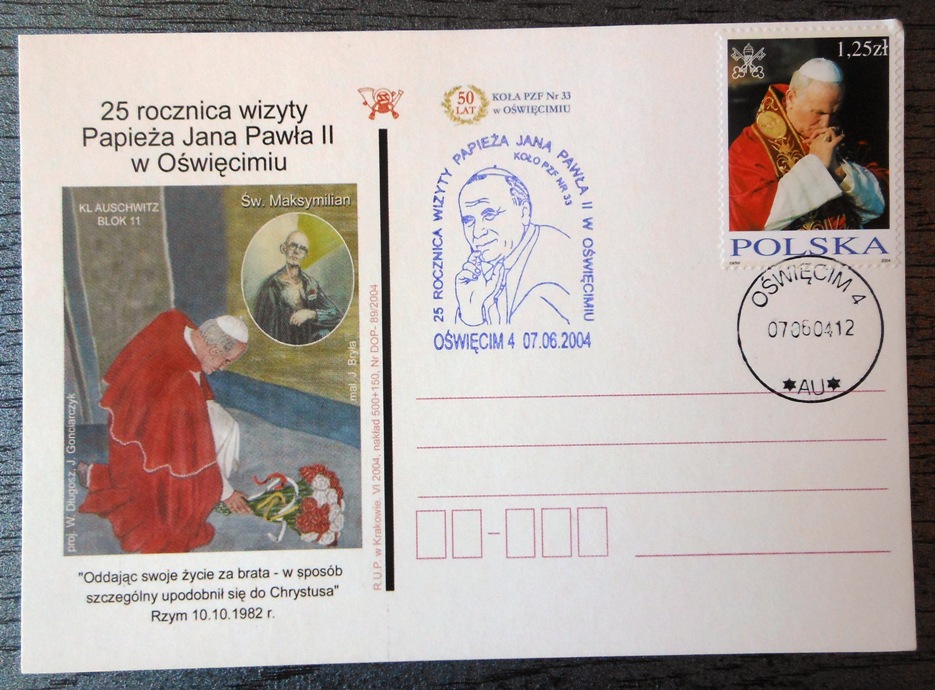 25 rocznica wizyty
Papieża Jana Pawła II
w Oświęcimiu
KL AUSCHWITZ
BLOK 11
Św. Maksymilian
mal. J. Bryła
proj. W. Długosz, J. Gonciarczyk
"Oddając swoje życie za brata - w sposób
szczególny upodobnił się do Chrystusa"
Rzym 10.10.1982 r.
R.U.P. w Krakowie. VI 2004, nakład 500+150, Nr DOP- 89/2004
50
LAT
KOŁA PZF Nr 33
w OŚWIĘCIMIU
25 ROCZNICA WIZYTY PAPIEŻA JANA PAWŁA II W OŚWIĘCIMIU
KOŁO PZF NR 33
OŚWIĘCIM 4 07.06.2004
1,25zł
POLSKA
2004
OŚWIĘCIM 4
07060412
AU